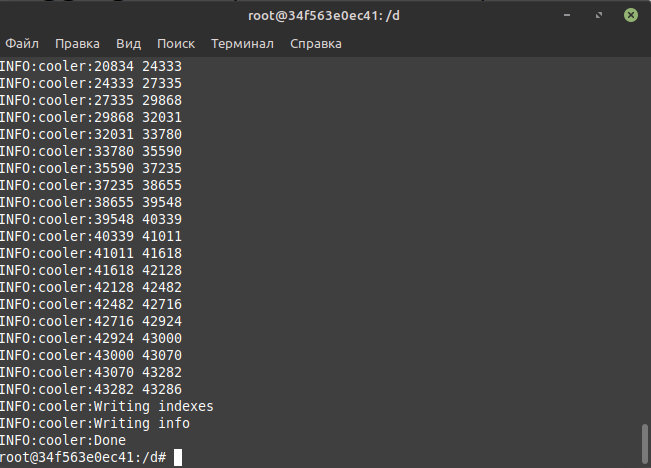 root@34f563e0ec41: /d
Файл Правка Вид Поиск Терминал Справка
INFO:cooler:20834 24333
INFO:cooler:24333 27335
INFO:cooler:27335 29868
INFO:cooler:29868 32031
INFO:cooler:32031 33780
INFO:cooler:33780 35590
INFO:cooler:35590 37235
INFO:cooler:37235 38655
INFO:cooler:38655 39548
INFO:cooler:39548 40339
INFO:cooler:40339 41011
INFO:cooler:41011 41618
INFO:cooler:41618 42128
INFO:cooler:42128 42482
INFO:cooler:42482 42716
INFO:cooler:42716 42924
INFO:cooler:42924 43000
INFO:cooler:43000 43070
INFO:cooler:43070 43282
INFO:cooler:43282 43286
INFO:cooler:Writing indexes
INFO:cooler:Writing info
INFO:cooler:Done
root@34f563e0ec41:/d#